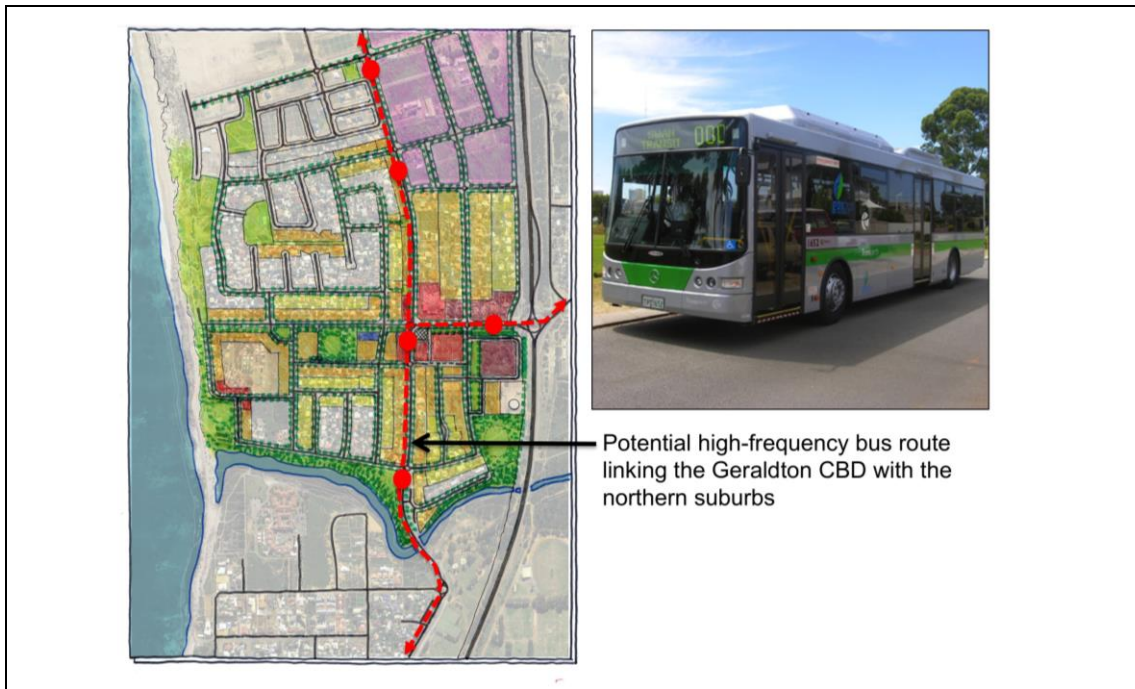 Potential high-frequency bus route
linking the Geraldton CBD with the
northern suburbs